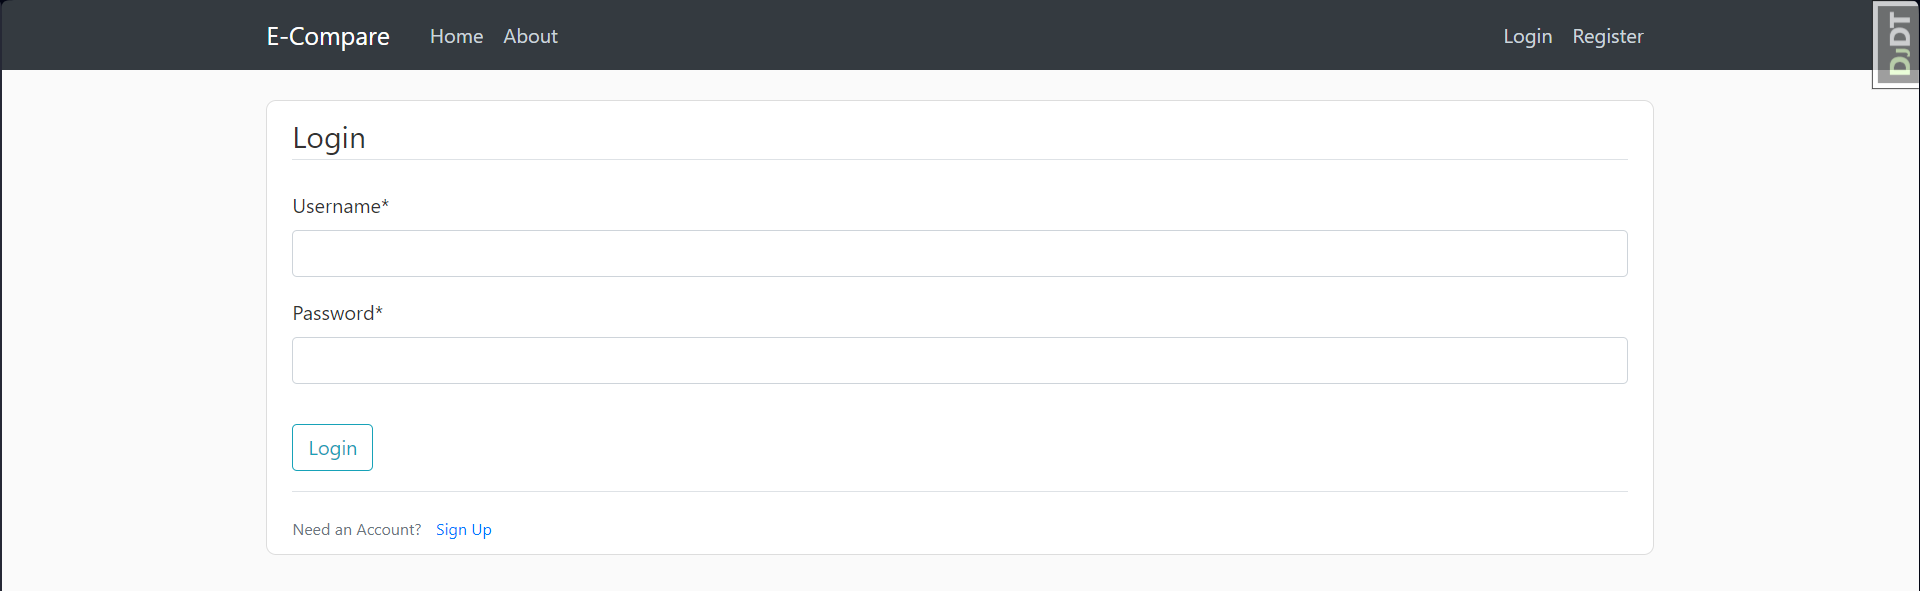 E-Compare Home About Login Register
DJDT
Login
Username*
Password*
Login
Need an Account? Sign Up